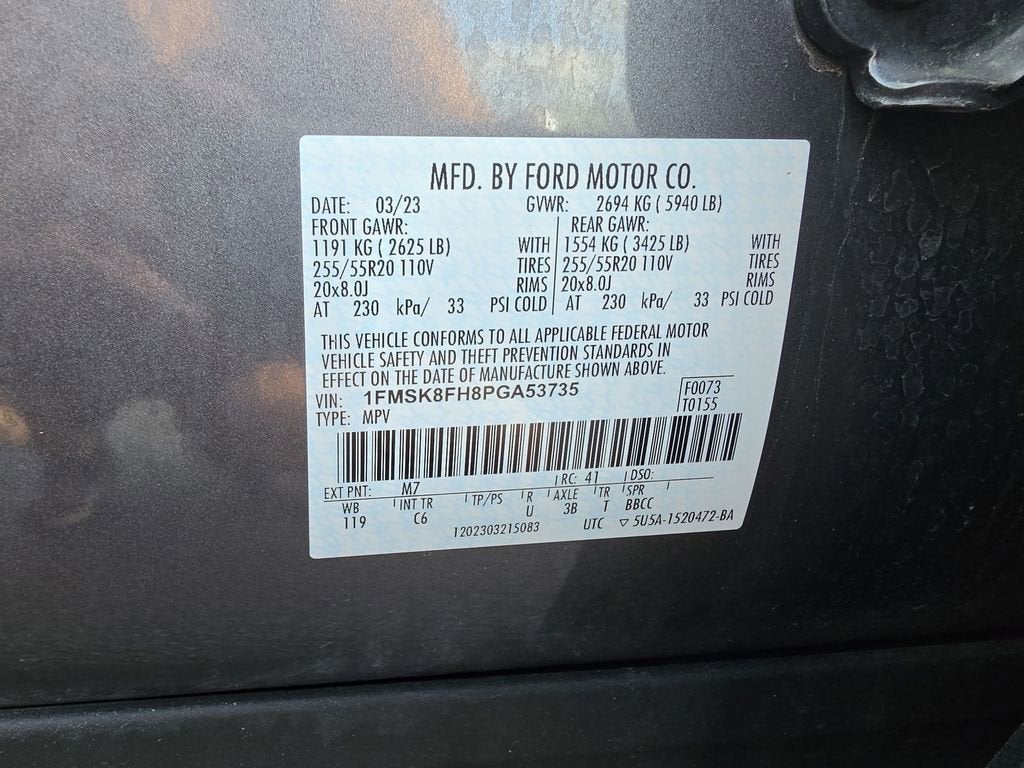 MFD. BY FORD MOTOR CO.
DATE: 03/23 GVWR: 2694 KG ( 5940 LB)
FRONT GAWR: REAR GAWR:
1191 KG ( 2625 LB) WITH 1554 KG ( 3425 LB) WITH
255/55R20 110V TIRES 255/55R20 110V TIRES
20x8.0J RIMS 20x8.0J RIMS
AT 230 kPa/ 33 PSI COLD AT 230 kPa/ 33 PSI COLD
THIS VEHICLE CONFORMS TO ALL APPLICABLE FEDERAL MOTOR
VEHICLE SAFETY AND THEFT PREVENTION STANDARDS IN
EFFECT ON THE DATE OF MANUFACTURE SHOWN ABOVE.
VIN: 1FMSK8FH8PGA53735 F0073
TYPE: MPV T0155
EXT PNT: M7 RC: 41 DSO:
WB INT TR TP/PS R AXLE TR SPR
119 C6 U 3B T BBCC
1202303215083 UTC ▽ 5U5A-1520472-BA